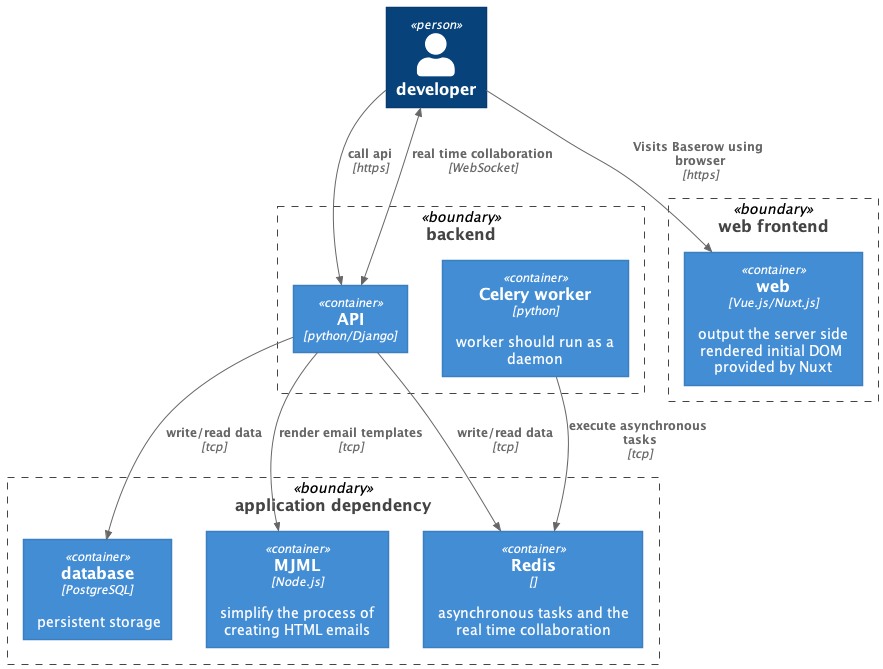 «person»
developer
call api
[https]
real time collaboration
[WebSocket]
Visits Baserow using
browser
[https]
«boundary»
backend
«boundary»
web frontend
«container»
API
[python/Django]
«container»
Celery worker
[python]
worker should run as a
daemon
«container»
web
[Vue.js/Nuxt.js]
output the server side
rendered initial DOM
provided by Nuxt
write/read data
[tcp]
render email templates
[tcp]
write/read data
[tcp]
execute asynchronous
tasks
[tcp]
«boundary»
application dependency
«container»
database
[PostgreSQL]
persistent storage
«container»
MJML
[Node.js]
simplify the process of
creating HTML emails
«container»
Redis
[]
asynchronous tasks and the
real time collaboration